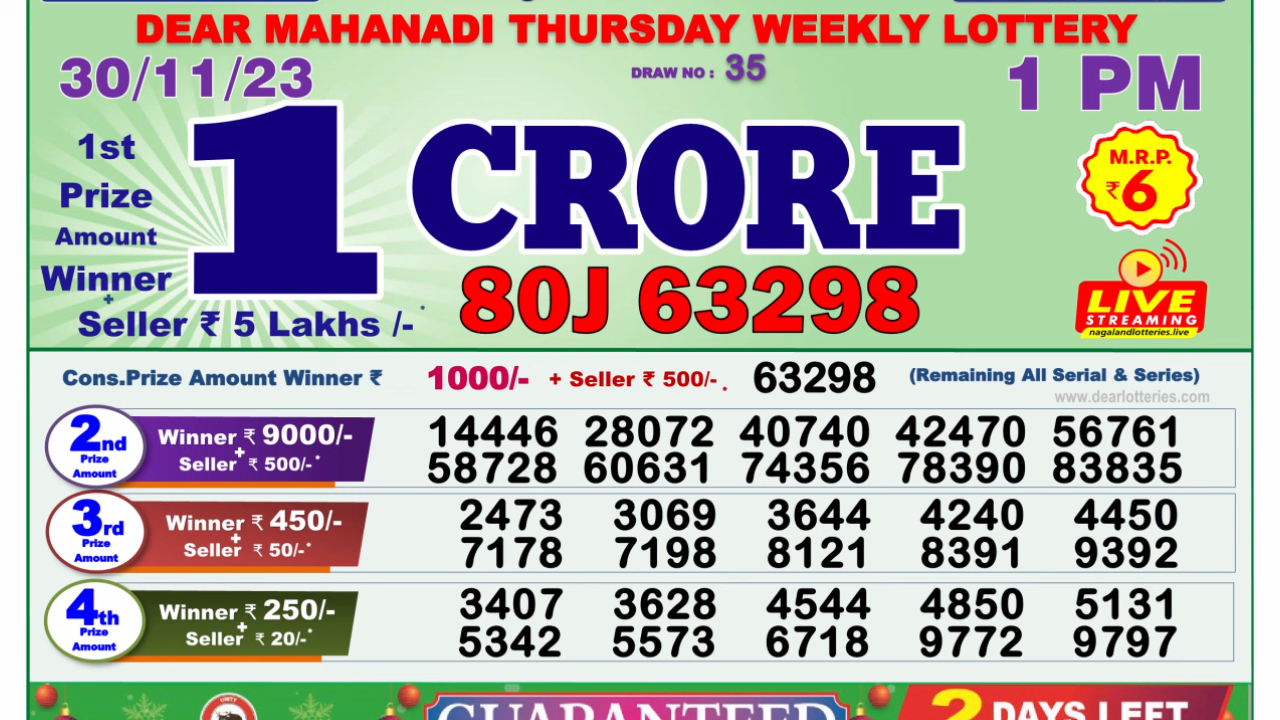 DEAR MAHANADI THURSDAY WEEKLY LOTTERY
30/11/23
DRAW NO : 35
1 PM
1st
Prize
Amount
Winner
+
Seller ₹ 5 Lakhs /- *
1 CRORE
80J 63298
M.R.P.
₹6
LIVE
STREAMING
nagalandlotteries.live
Cons.Prize Amount Winner ₹ 1000/- + Seller ₹ 500/- . 63298 (Remaining All Serial & Series)
www.dearlotteries.com
2nd
Prize
Amount
Winner ₹ 9000/-
+
Seller ₹ 500/- *
14446 28072 40740 42470 56761
58728 60631 74356 78390 83835
3rd
Prize
Amount
Winner ₹ 450/-
+
Seller ₹ 50/- *
2473 3069 3644 4240 4450
7178 7198 8121 8391 9392
4th
Prize
Amount
Winner ₹ 250/-
+
Seller ₹ 20/- *
3407 3628 4544 4850 5131
5342 5573 6718 9772 9797
GUARANTEED
2 DAYS LEFT